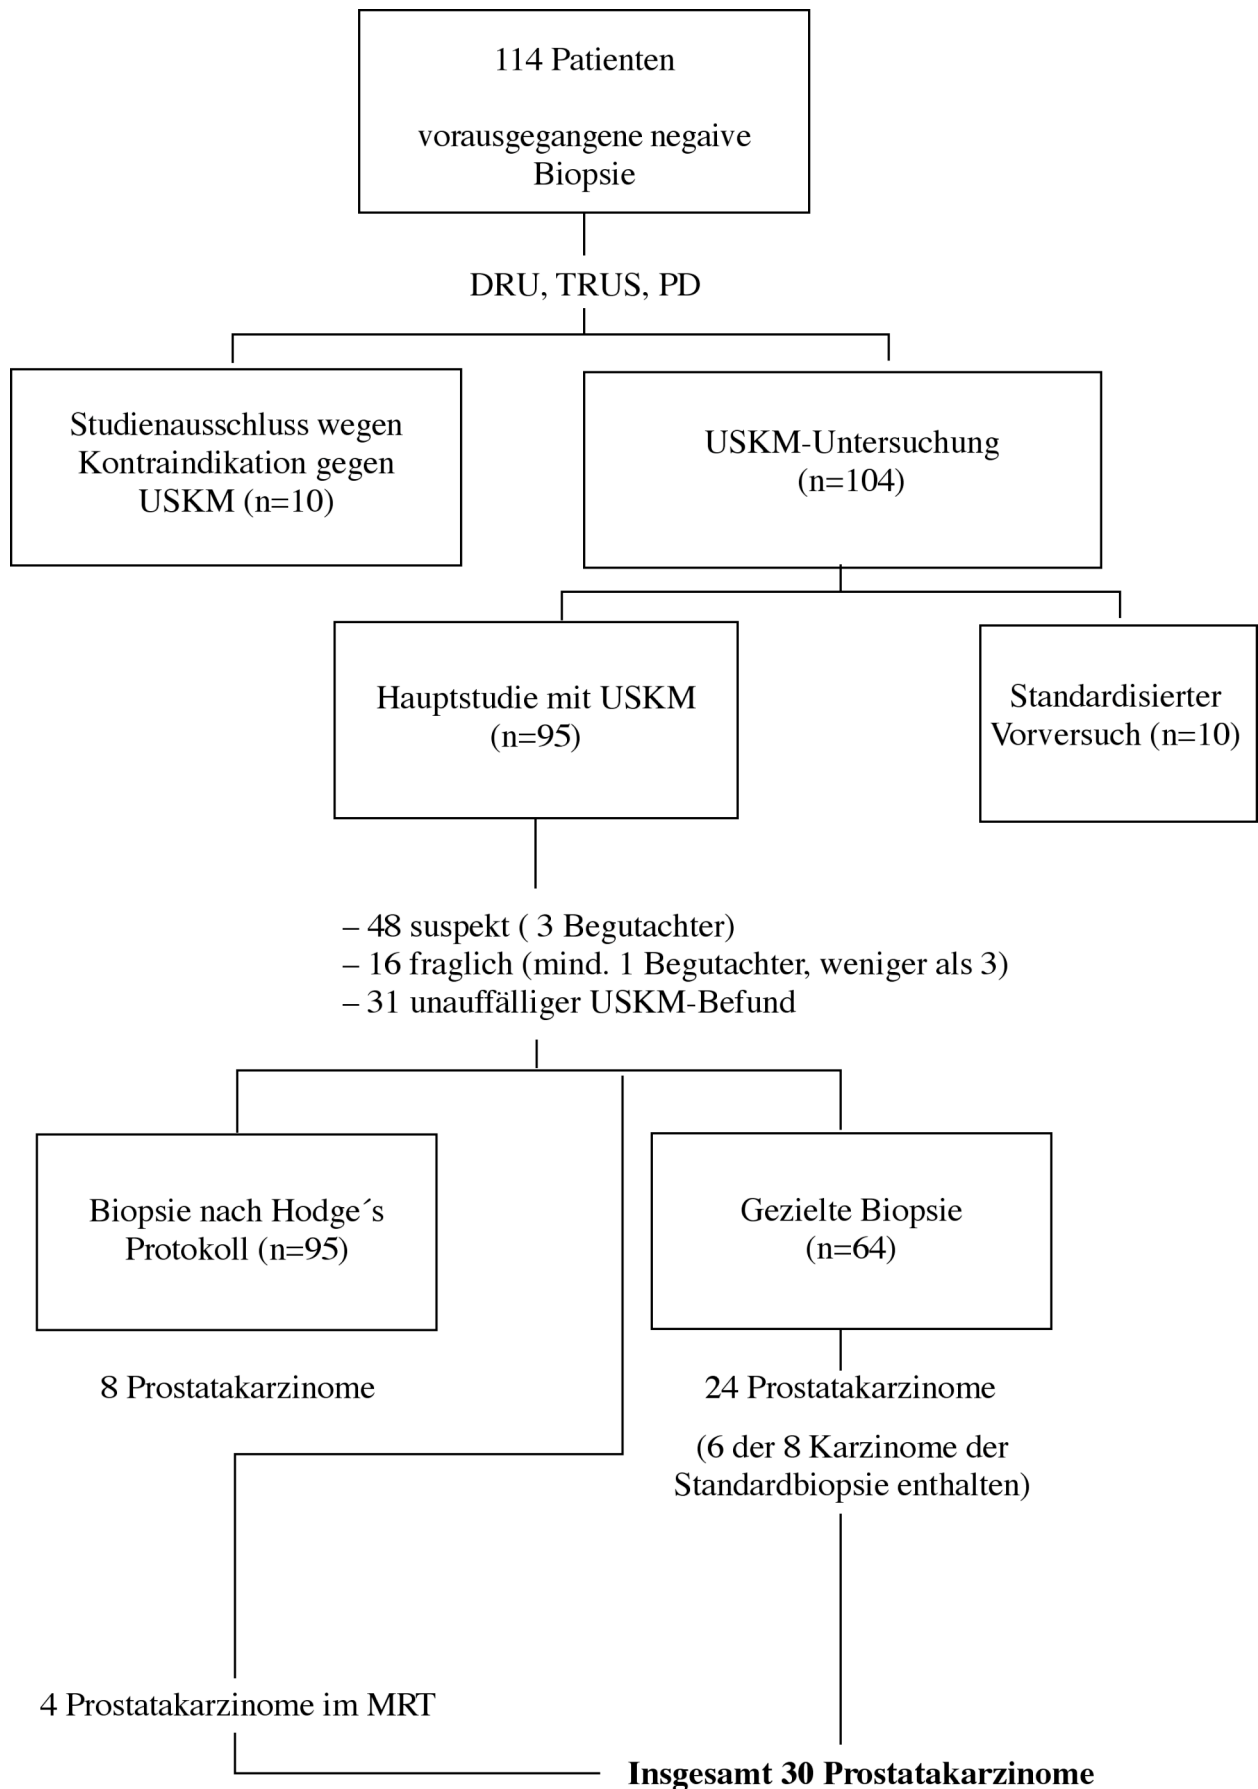 114 Patienten
vorausgegangene negaive
Biopsie
DRU, TRUS, PD
Studienausschluss wegen
Kontraindikation gegen
USKM (n=10)
USKM-Untersuchung
(n=104)
Hauptstudie mit USKM
(n=95)
Standardisierter
Vorversuch (n=10)
– 48 suspekt ( 3 Begutachter)
– 16 fraglich (mind. 1 Begutachter, weniger als 3)
– 31 unauffälliger USKM-Befund
Biopsie nach Hodge´s
Protokoll (n=95)
Gezielte Biopsie
(n=64)
8 Prostatakarzinome
24 Prostatakarzinome
(6 der 8 Karzinome der
Standardbiopsie enthalten)
4 Prostatakarzinome im MRT
Insgesamt 30 Prostatakarzinome